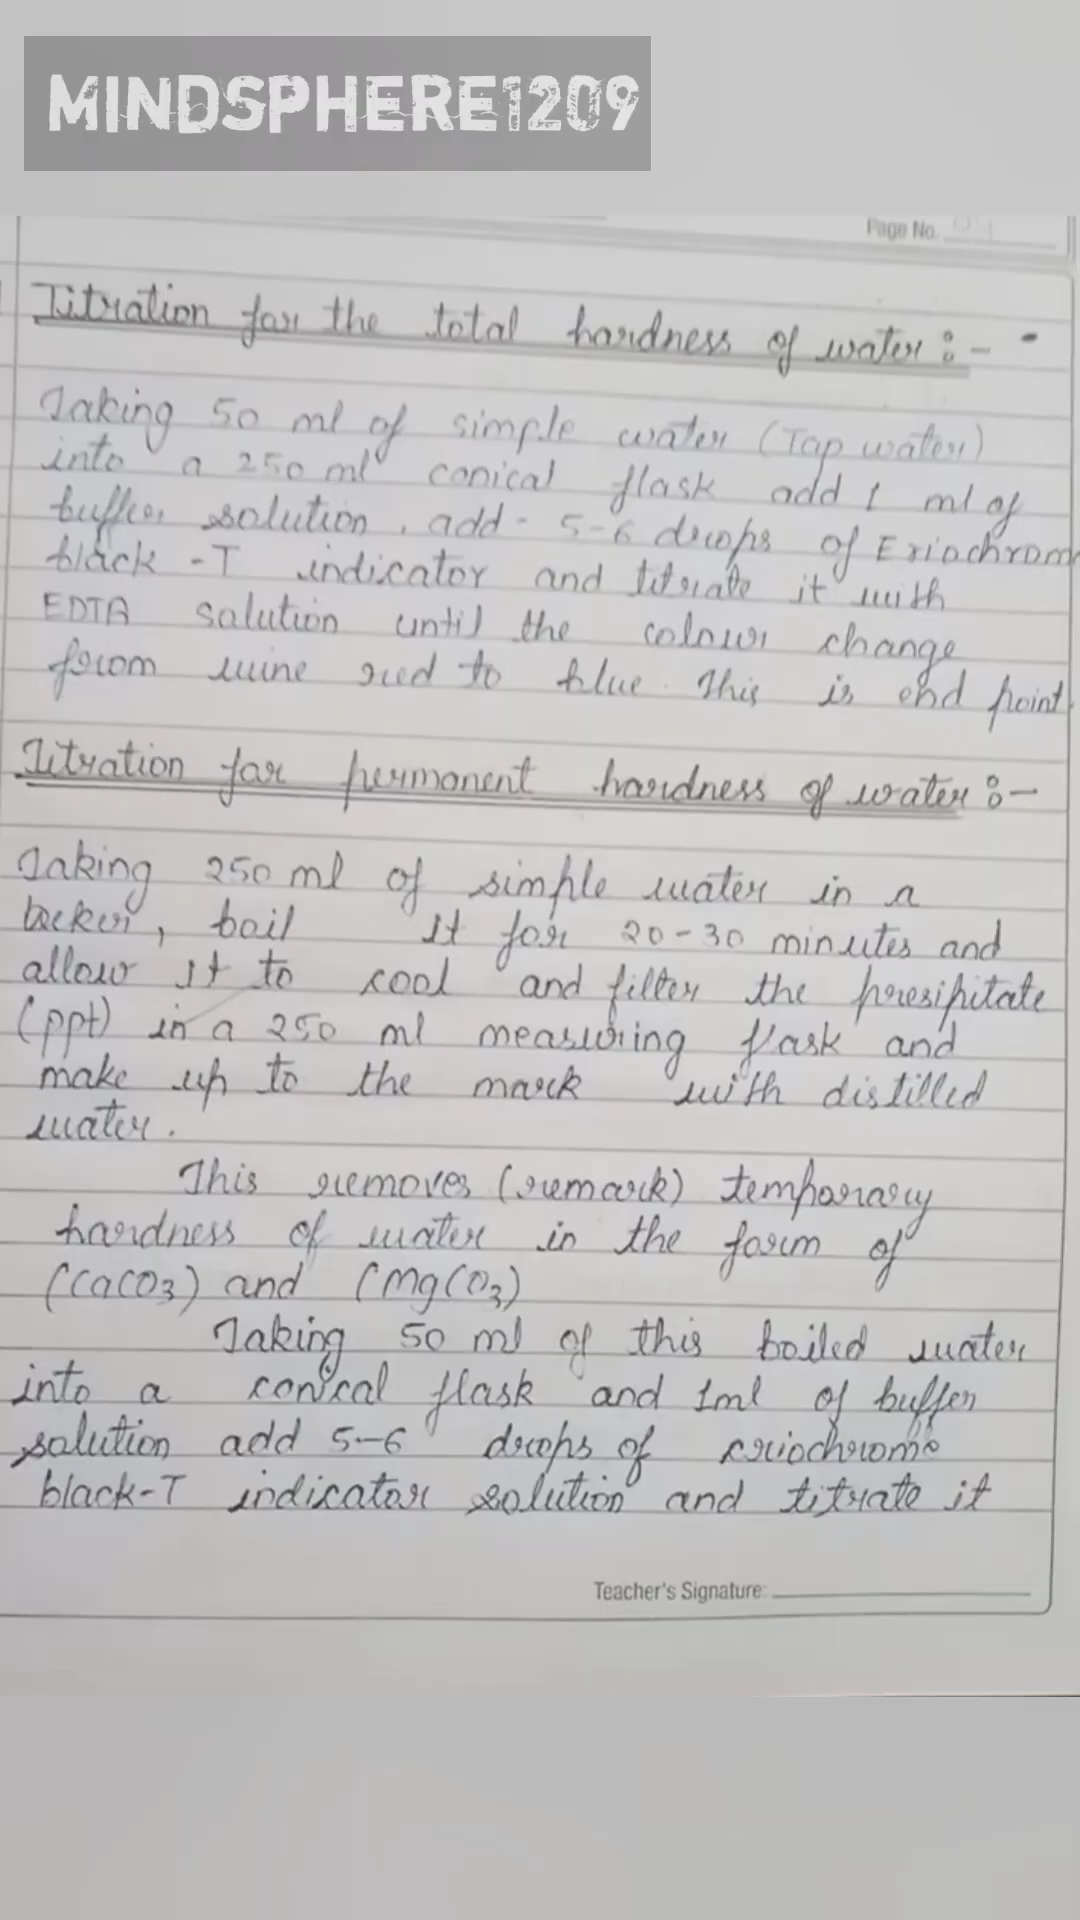 MINDSPHERE1209
Page No.
Titration for the total hardness of water :-
Taking 50 ml of simple water (Tap water)
into a 250 ml conical flask add 1 ml of
buffer solution, add - 5-6 drops of Eriochrom
black -T indicator and titrate it with
EDTA solution until the colour change
from wine red to blue. This is end point
Titration for permanent hardness of water :-
Taking 250 ml of simple water in a
becker, boil it for 20-30 minutes and
allow it to cool and filter the presipitate
(ppt) in a 250 ml measuring flask and
make up to the mark with distilled
water.
This removes (remark) temporary
hardness of water in the form of
(CaCO3) and (MgCO3)
Taking 50 ml of this boiled water
into a conical flask and 1ml of buffer
solution add 5-6 drops of eriochrome
black-T indicator solution and titrate it
Teacher's Signature: